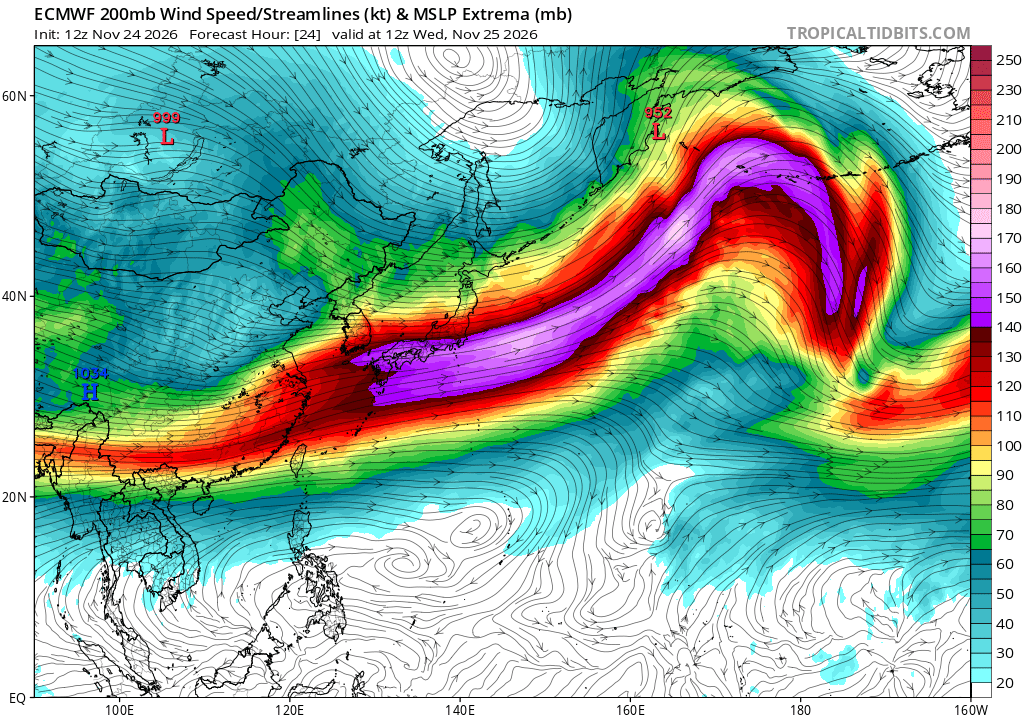 ECMWF 200mb Wind Speed/Streamlines (kt) & MSLP Extrema (mb)
Init: 12z Nov 24 2026 Forecast Hour: [24] valid at 12z Wed, Nov 25 2026
TROPICALTIDBITS.COM
60N
40N
20N
EQ
999
L
952
L
1034
H
100E
120E
140E
160E
180
160W
250
230
210
200
190
180
170
160
150
140
130
120
110
100
90
80
70
60
50
40
30
20